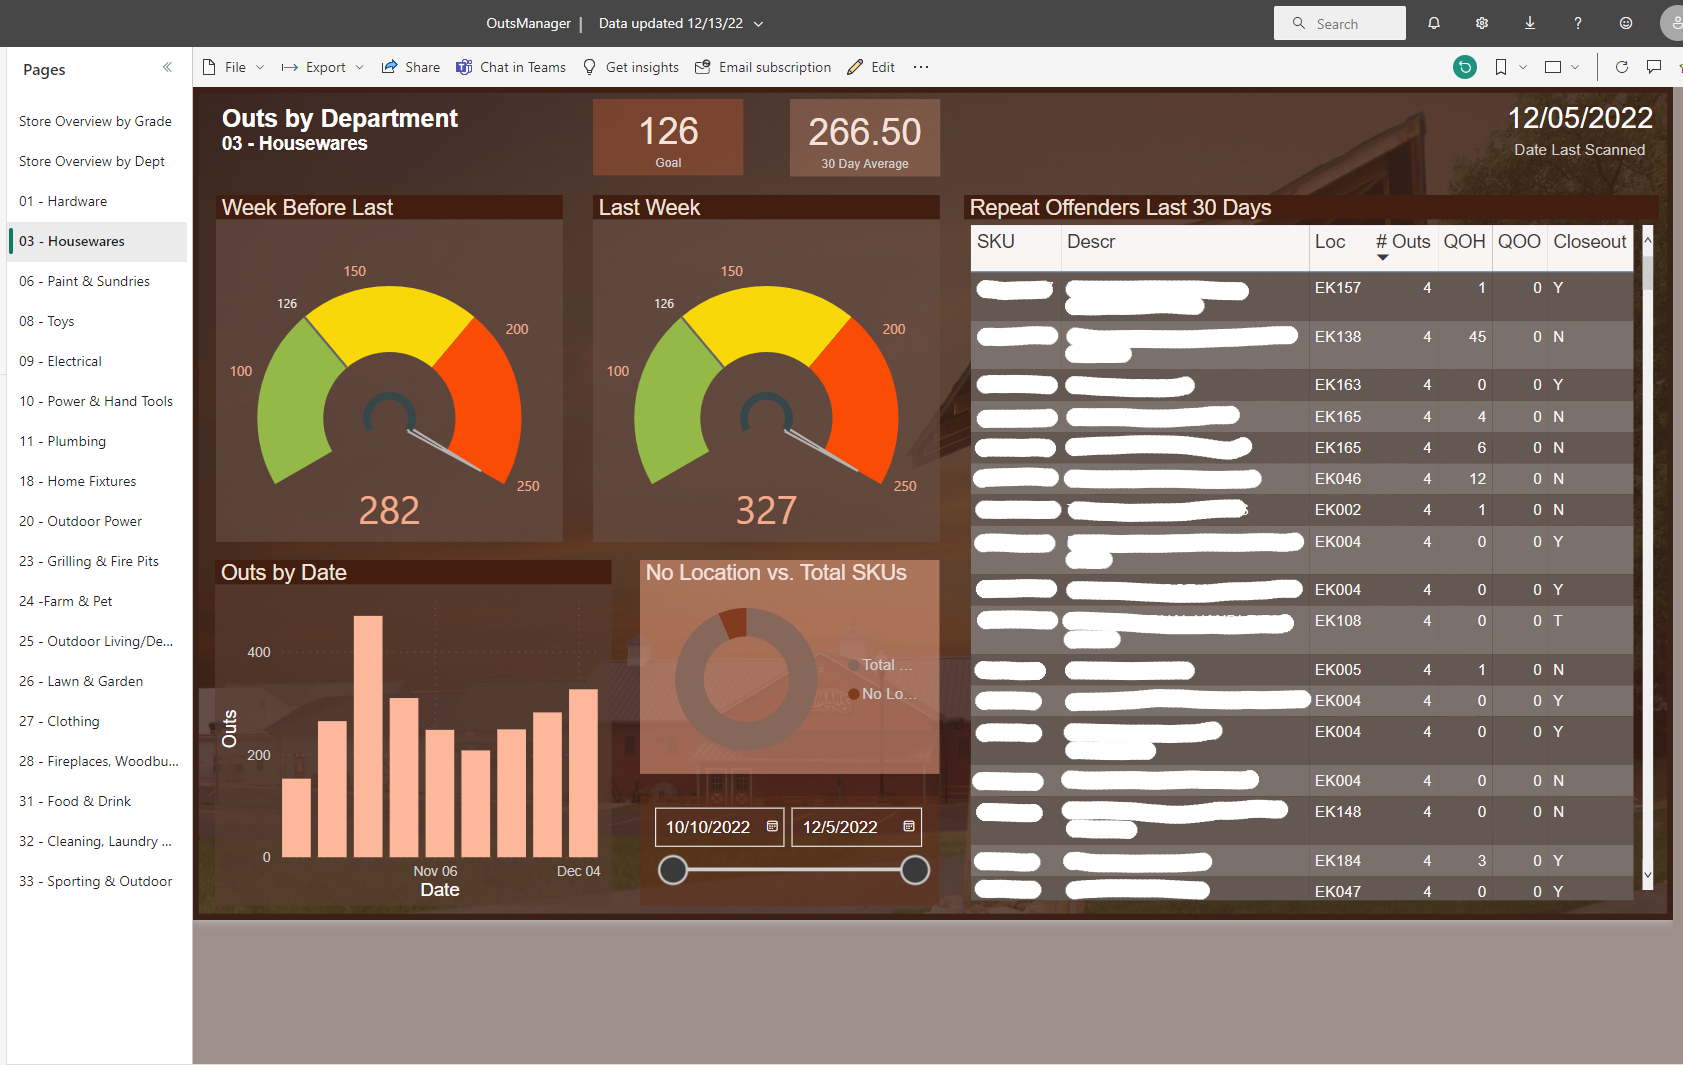 OutsManager | Data updated 12/13/22
Search
Pages
File
Export
Share
Chat in Teams
Get insights
Email subscription
Edit
Store Overview by Grade
Store Overview by Dept
01 - Hardware
03 - Housewares
06 - Paint & Sundries
08 - Toys
09 - Electrical
10 - Power & Hand Tools
11 - Plumbing
18 - Home Fixtures
20 - Outdoor Power
23 - Grilling & Fire Pits
24 -Farm & Pet
25 - Outdoor Living/De...
26 - Lawn & Garden
27 - Clothing
28 - Fireplaces, Woodbu...
31 - Food & Drink
32 - Cleaning, Laundry ...
33 - Sporting & Outdoor
Outs by Department
03 - Housewares
126
Goal
266.50
30 Day Average
12/05/2022
Date Last Scanned
Week Before Last
100
126
150
200
250
282
Last Week
100
126
150
200
250
327
Outs by Date
Outs
400
200
0
Nov 06
Dec 04
Date
No Location vs. Total SKUs
Total ...
No Lo...
10/10/2022
12/5/2022
Repeat Offenders Last 30 Days
SKU Descr Loc # Outs QOH QOO Closeout
EK157 4 1 0 Y
EK138 4 45 0 N
EK163 4 0 0 Y
EK165 4 4 0 N
EK165 4 6 0 N
EK046 4 12 0 N
EK002 4 1 0 N
EK004 4 0 0 Y
EK004 4 0 0 Y
EK108 4 0 0 T
EK005 4 1 0 N
EK004 4 0 0 Y
EK004 4 0 0 Y
EK004 4 0 0 N
EK148 4 0 0 N
EK184 4 3 0 Y
EK047 4 0 0 Y